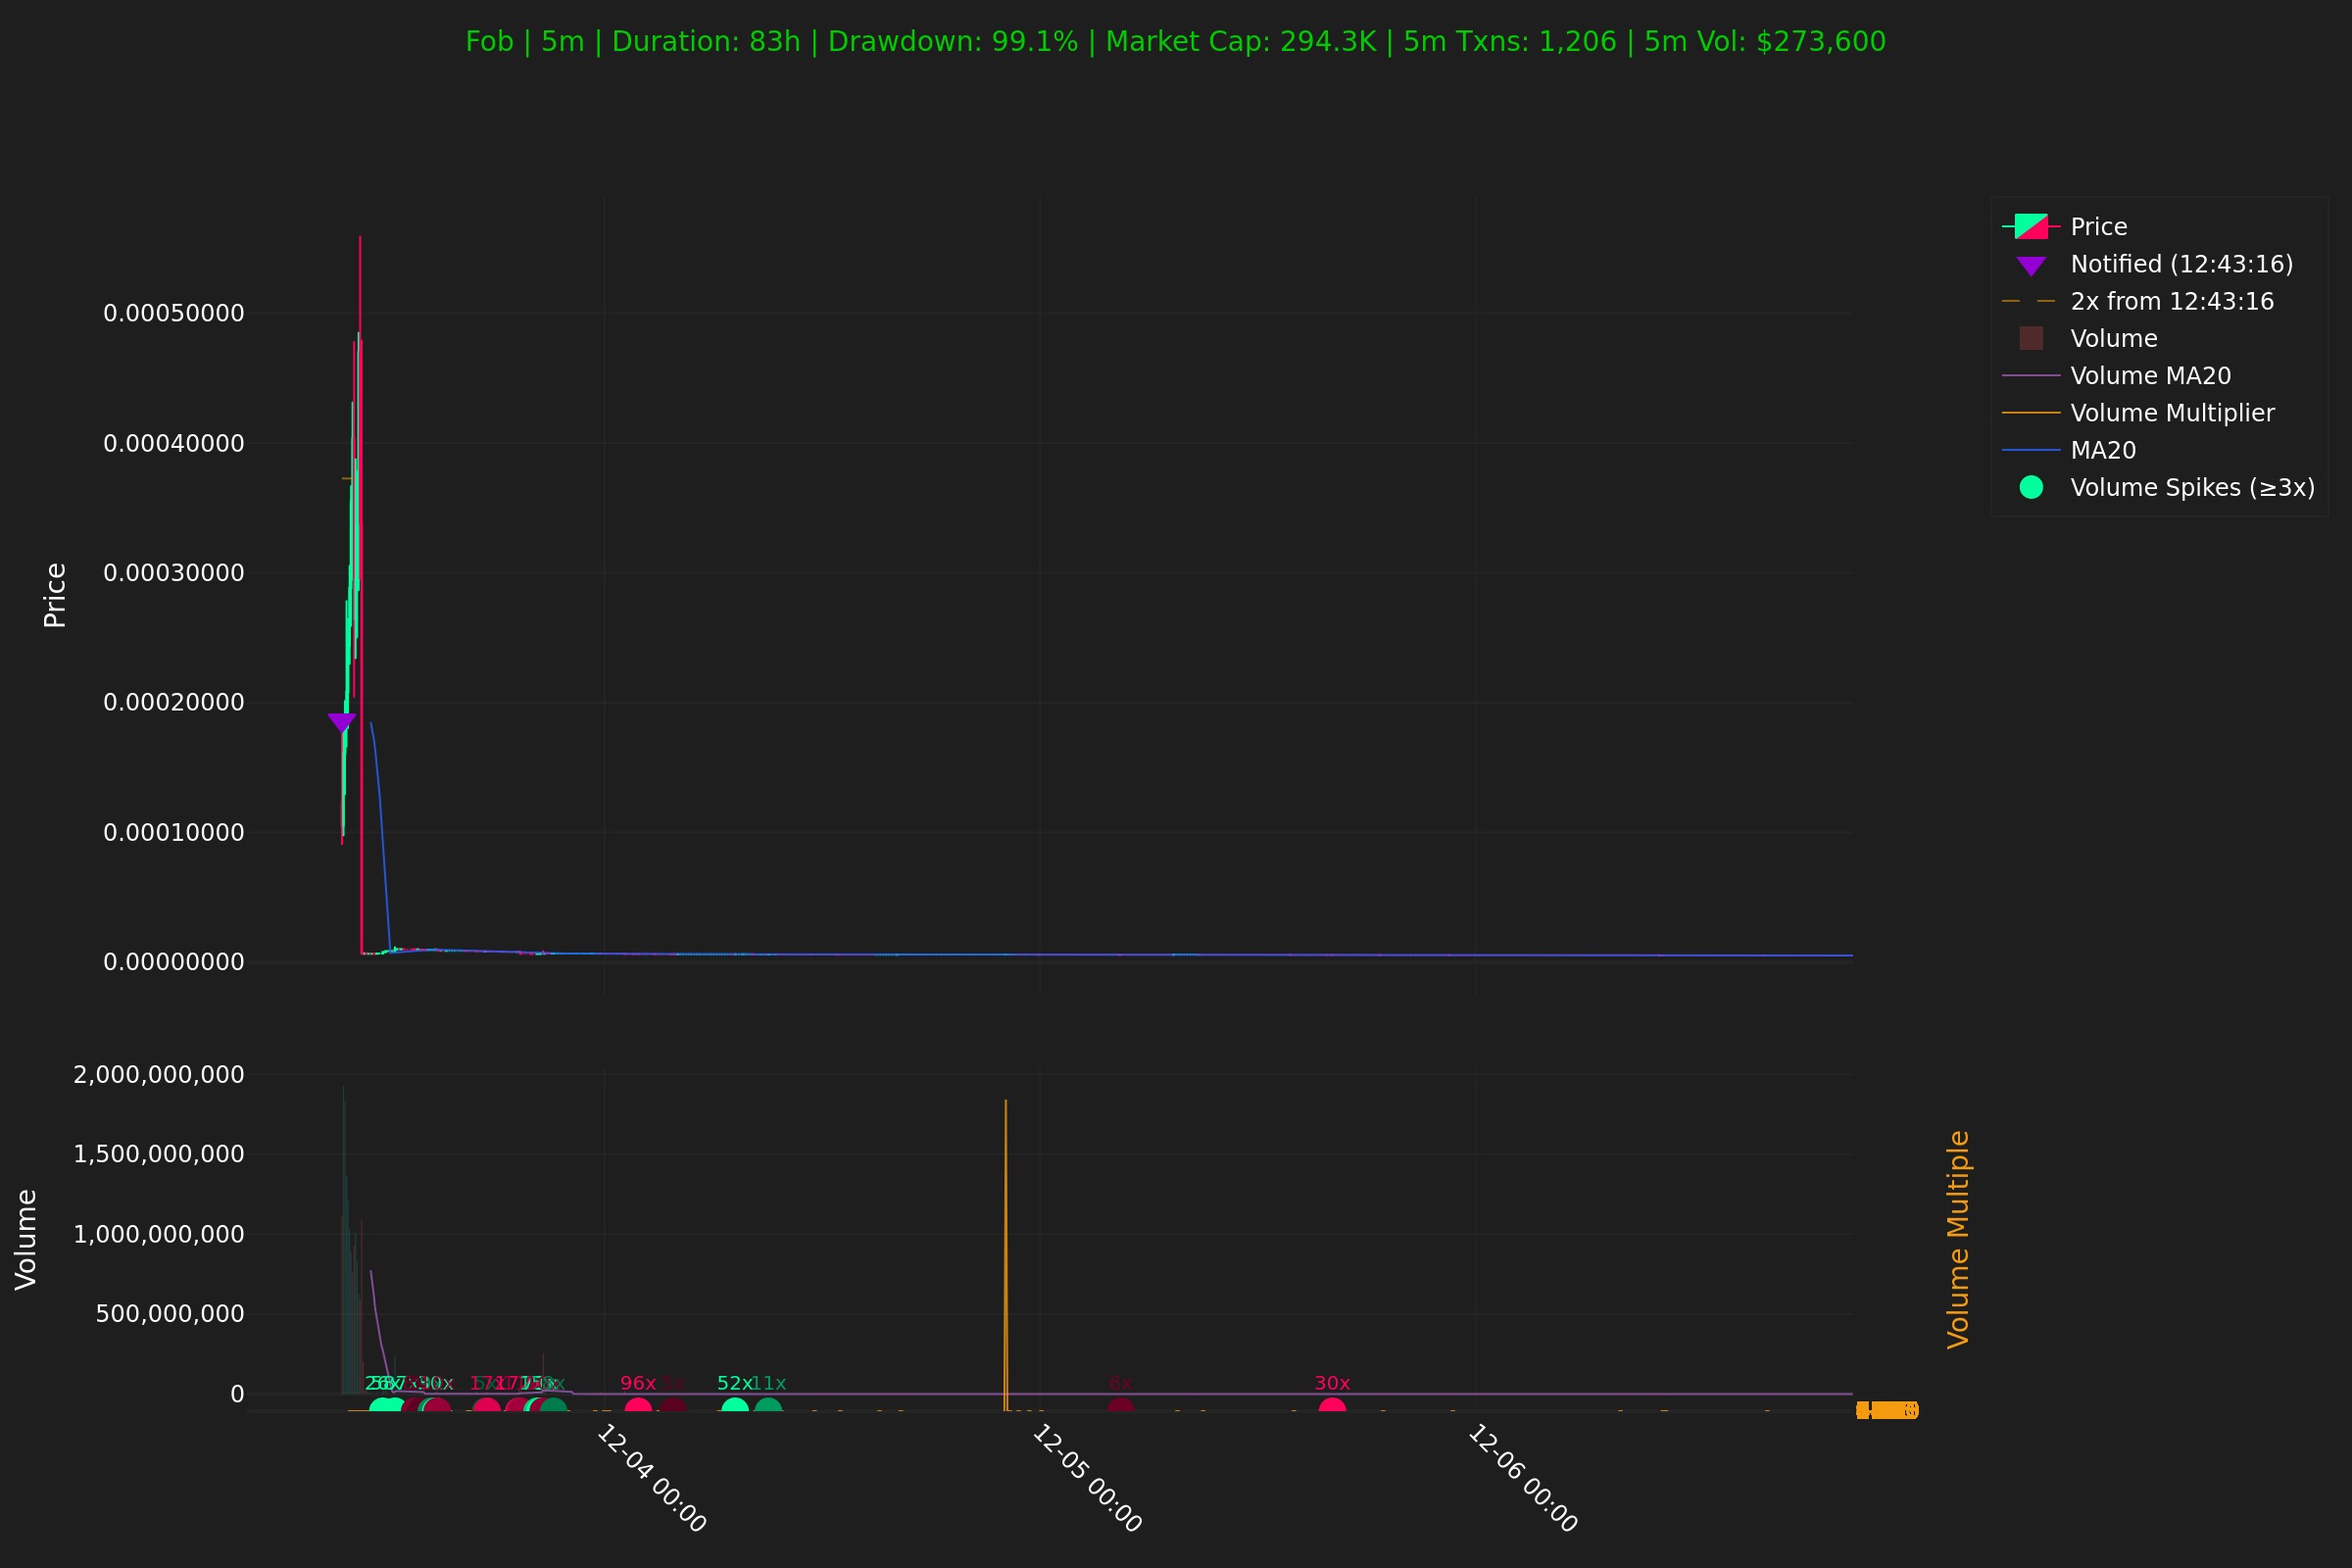 Fob | 5m | Duration: 83h | Drawdown: 99.1% | Market Cap: 294.3K | 5m Txns: 1,206 | 5m Vol: $273,600
Price
Notified (12:43:16)
2x from 12:43:16
Volume
Volume MA20
Volume Multiplier
MA20
Volume Spikes (≥3x)
Price
0.00050000
0.00040000
0.00030000
0.00020000
0.00010000
0.00000000
Volume
2,000,000,000
1,500,000,000
1,000,000,000
500,000,000
0
96x
52x
11x
6x
30x
Volume Multiple
12-04 00:00
12-05 00:00
12-06 00:00